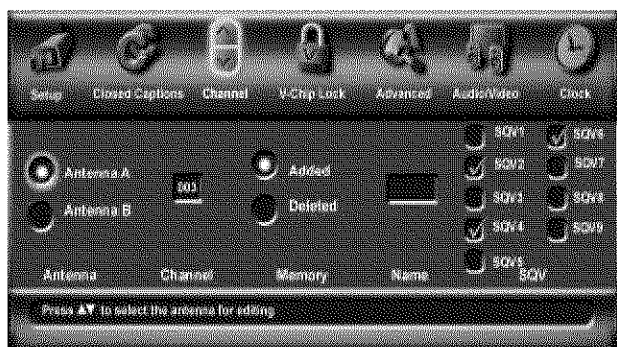 Setup Closed Captions Channel V-Chip Lock Advanced Audio/Video Clock
SQV1 SQV6
Antenna A Added SQV2 SQV7
003
Antenna B Deleted SQV3 SQV8
SQV4 SQV9
SQV5
Antenna Channel Memory Name SQV
Press ▲▼ to select the antenna for editing